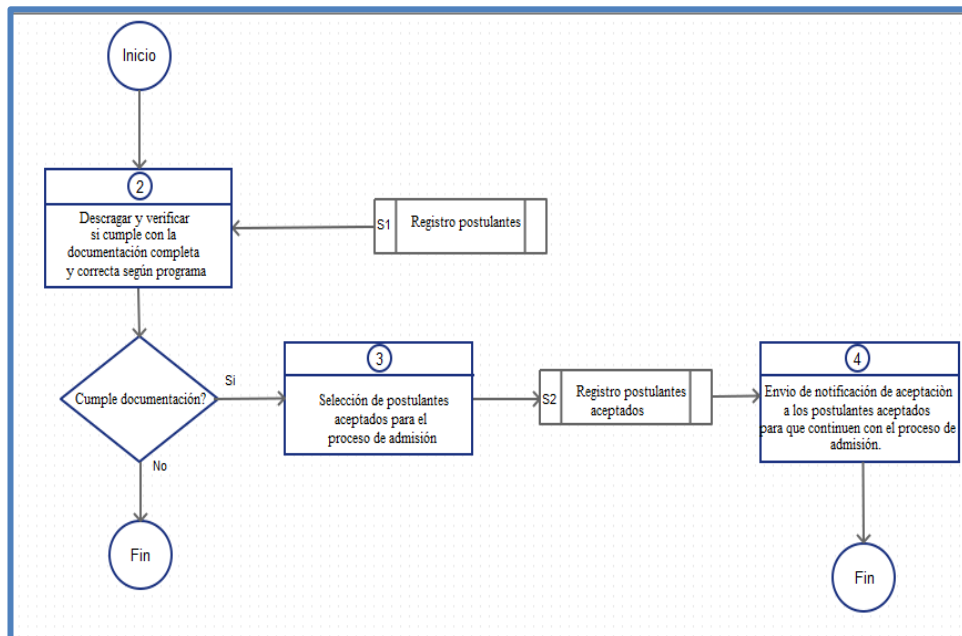 Inicio
2
Descragar y verificar
si cumple con la
documentación completa
y correcta según programa
S1
Registro postulantes
Cumple documentación?
Si
No
Fin
3
Selección de postulantes
aceptados para el
proceso de admisión
S2
Registro postulantes
aceptados
4
Envio de notificación de aceptaciòn
a los postulantes aceptados
para que continuen con el proceso de
admisión.
Fin